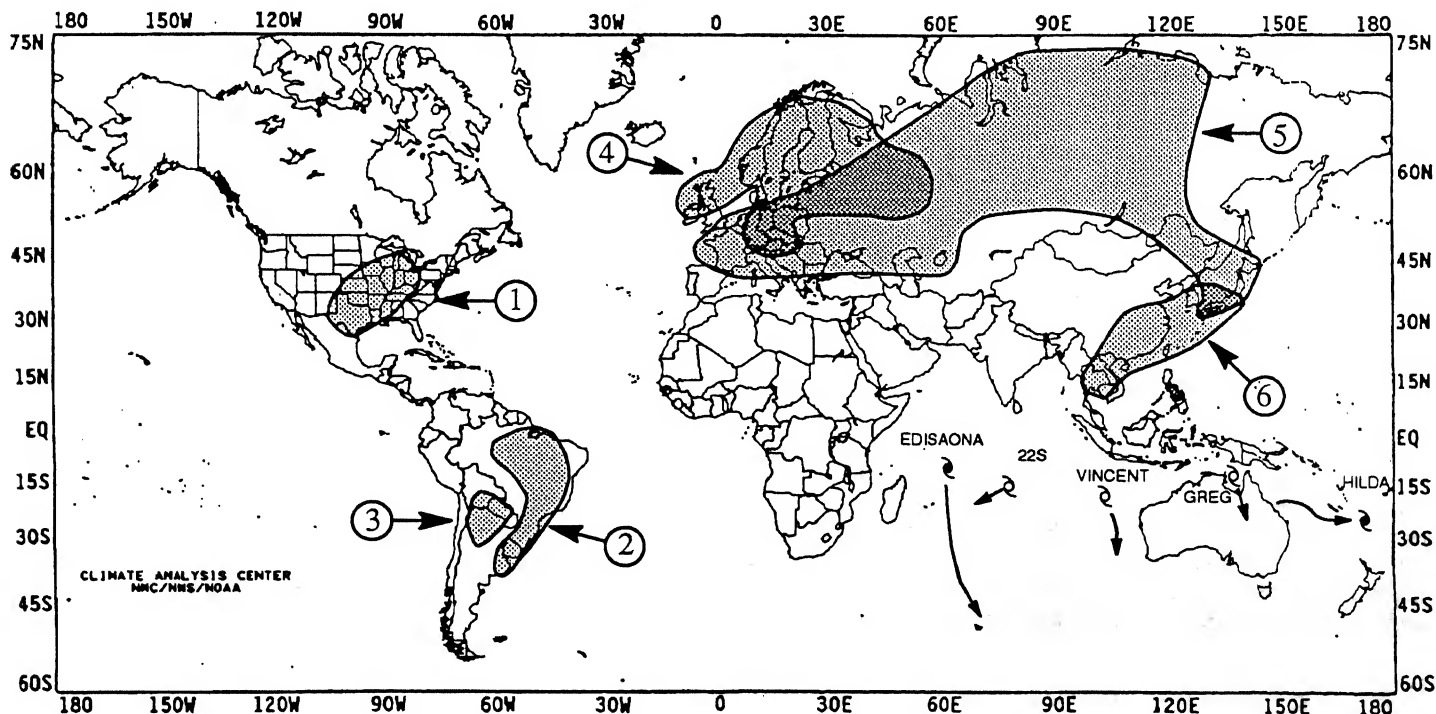 180 150W 120W 90W 60W 30W 0 30E 60E 90E 120E 150E 180
75N 75N
60N 60N
45N 45N
30N 30N
15N 15N
EQ EQ
15S 15S
30S 30S
45S 45S
60S 60S
4
5
1
6
EDISAONA
22S
VINCENT
GREG
HILDA
3
2
CLIMATE ANALYSIS CENTER
NMC/NWS/NOAA
180 150W 120W 90W 60W 30W 0 30E 60E 90E 120E 150E 180